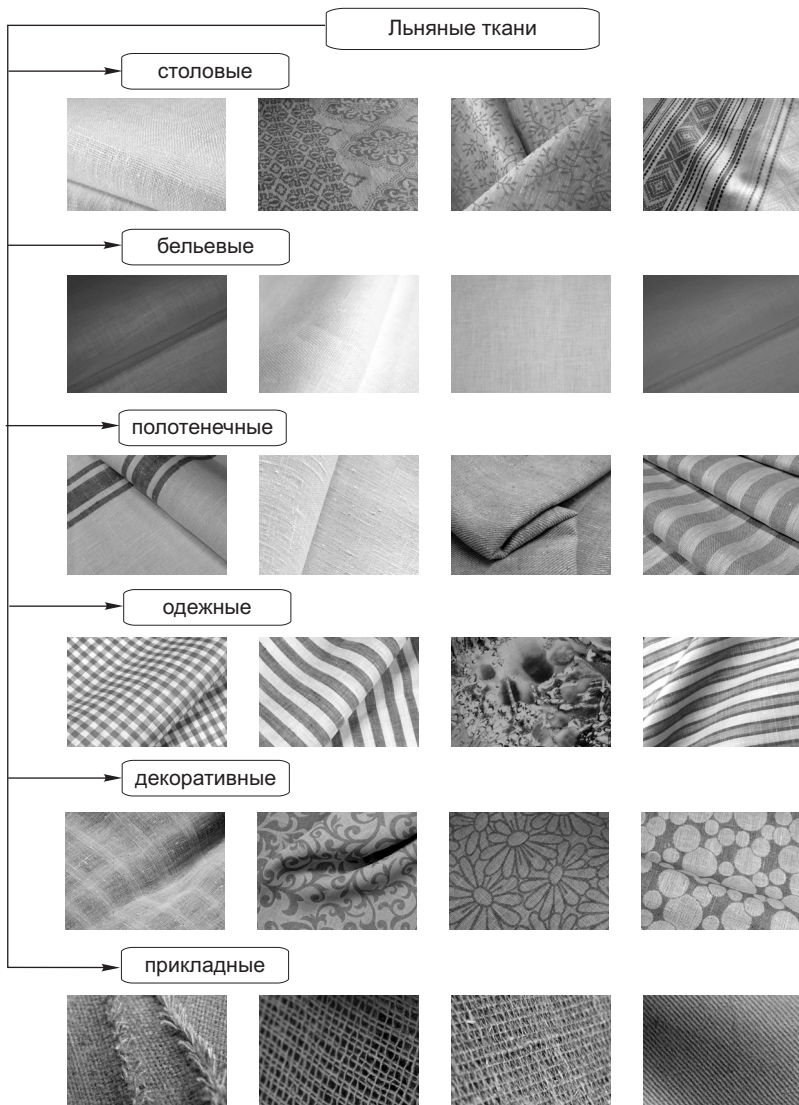 Льняные ткани
столовые
бельевые
полотенечные
одежные
декоративные
прикладные